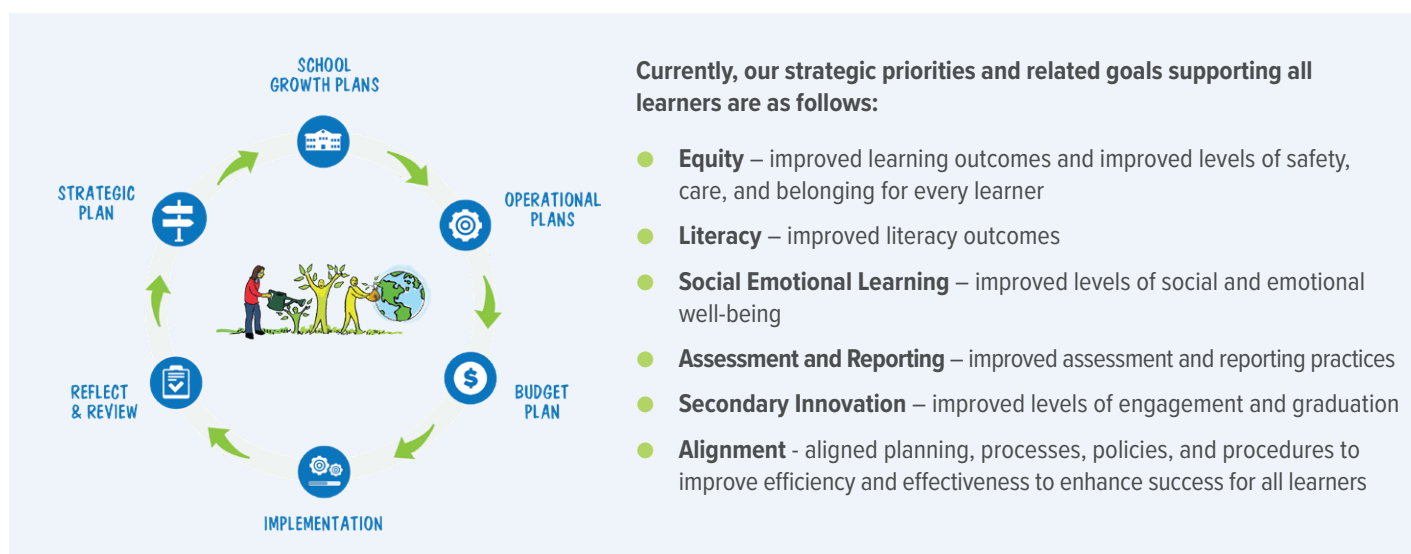 SCHOOL
GROWTH PLANS
OPERATIONAL
PLANS
BUDGET
PLAN
IMPLEMENTATION
REFLECT
& REVIEW
STRATEGIC
PLAN
$
Currently, our strategic priorities and related goals supporting all
learners are as follows:
Equity – improved learning outcomes and improved levels of safety,
care, and belonging for every learner
Literacy – improved literacy outcomes
Social Emotional Learning – improved levels of social and emotional
well-being
Assessment and Reporting – improved assessment and reporting practices
Secondary Innovation – improved levels of engagement and graduation
Alignment - aligned planning, processes, policies, and procedures to
improve efficiency and effectiveness to enhance success for all learners